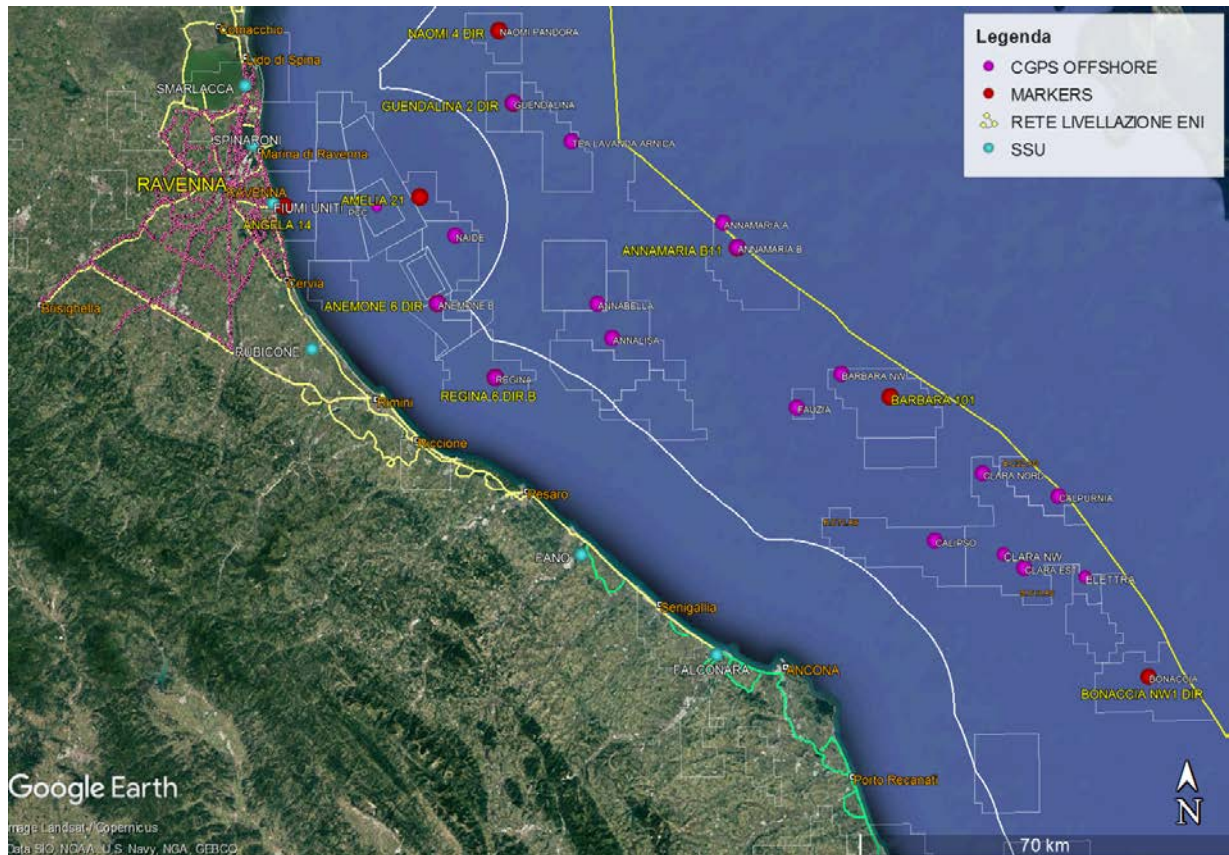 Comacchio
NAOMI 4 DIR
NAOMI PANDORA
Lido di Spina
SMARLACCA
GUENDALINA 2 DIR
GUENDALINA
TEA LAVANDA ARNICA
SPINARONI
Marina di Ravenna
RAVENNA
RAVENNA
FIUMI UNITI
PCC
AMELIA 21
ANGELA 14
NAIDE
ANNAMARIA A
ANNAMARIA B11
ANNAMARIA B
Cervia
Brisighella
ANEMONE 6 DIR
ANEMONE B
ANNABELLA
ANNALISA
RUBICONE
REGINA
REGINA 6 DIR B
BARBARA NW
BARBARA 101
FAUZIA
Rimini
Riccione
CLARA NORD
CALPURNIA
Pesaro
CALIPSO
CLARA NW
CLARA EST
ELETTRA
FANO
Senigallia
FALCONARA
ANCONA
BONACCIA
BONACCIA NW1 DIR
Porto Recanati
Legenda
CGPS OFFSHORE
MARKERS
RETE LIVELLAZIONE ENI
SSU
Google Earth
Image Landsat / Copernicus
Data SIO, NOAA, U.S. Navy, NGA, GEBCO
N
70 km